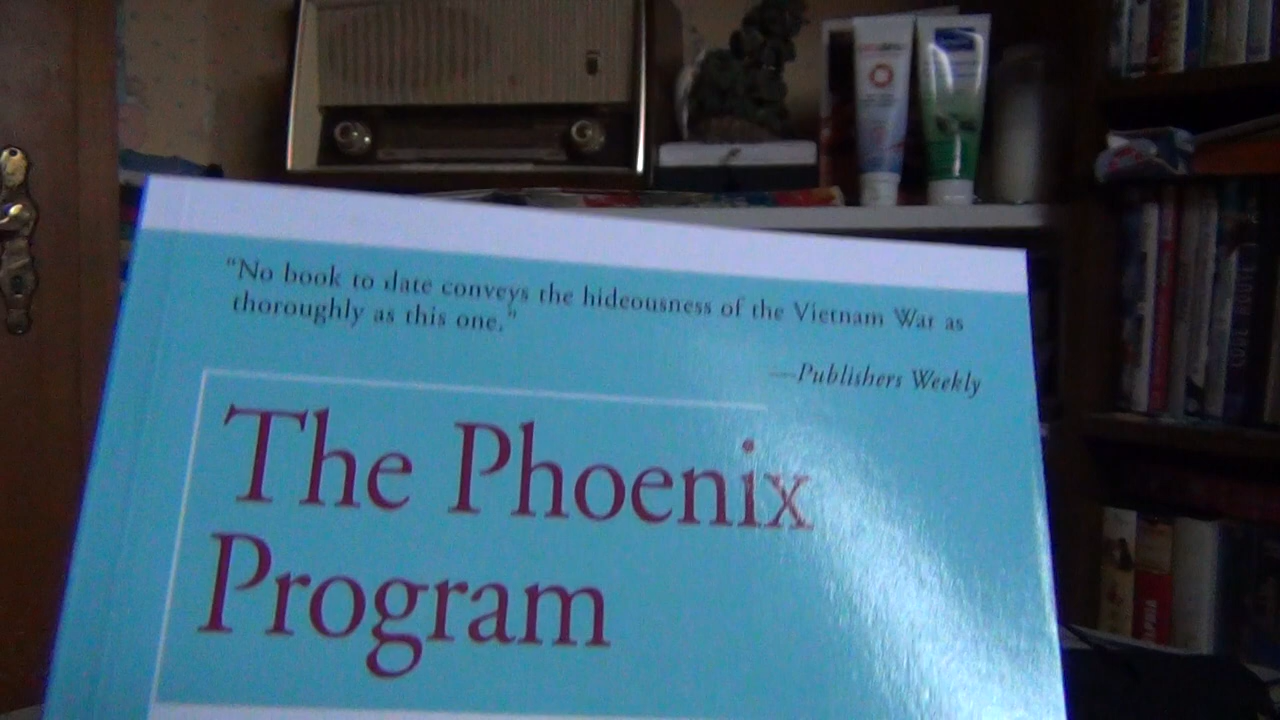 “No book to date conveys the hideousness of the Vietnam War as
thoroughly as this one.”
—Publishers Weekly
The Phoenix
Program